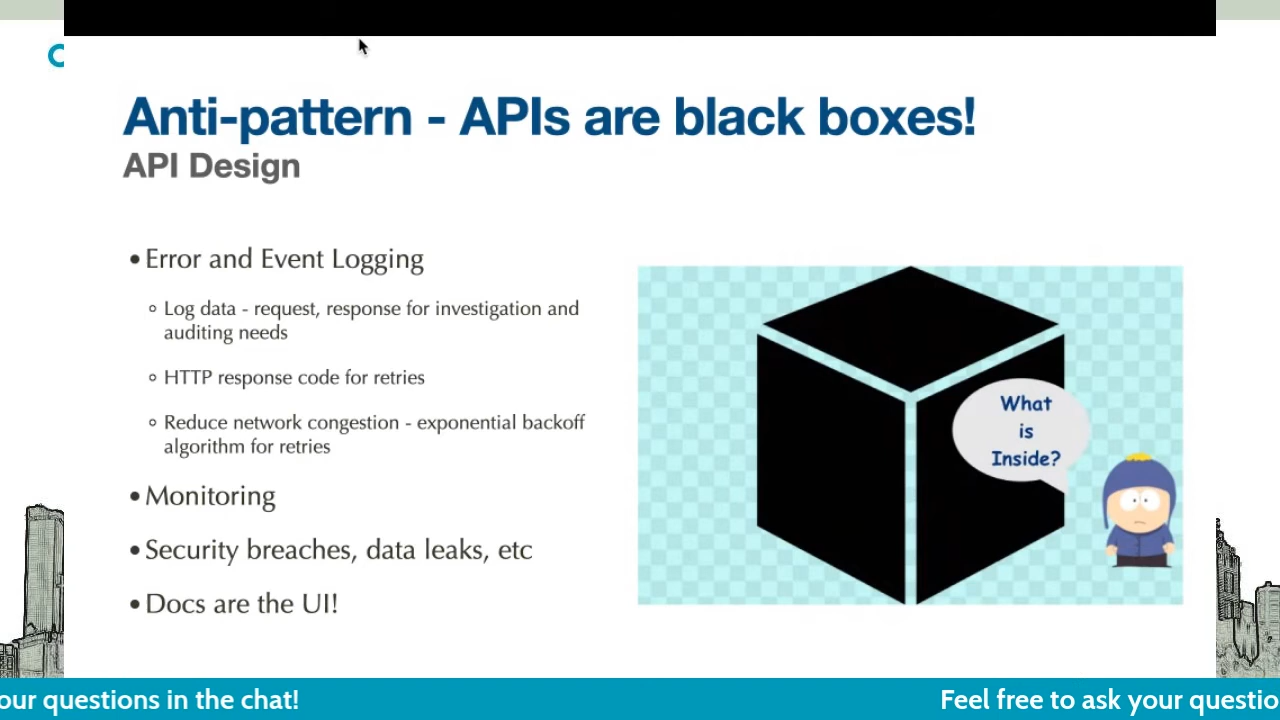 Anti-pattern - APIs are black boxes!
API Design
• Error and Event Logging
◦ Log data - request, response for investigation and
auditing needs
◦ HTTP response code for retries
◦ Reduce network congestion - exponential backoff
algorithm for retries
• Monitoring
• Security breaches, data leaks, etc
• Docs are the UI!
What
is
Inside?
our questions in the chat!
Feel free to ask your questio